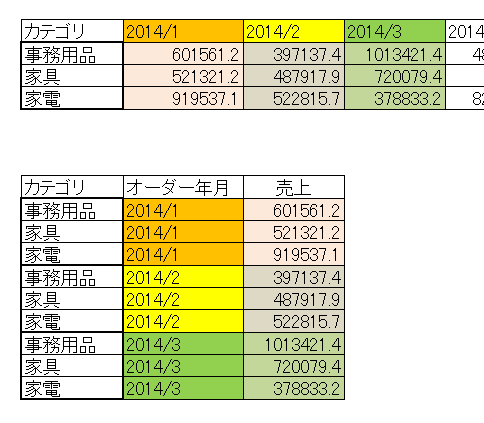 カテゴリ 2014/1 2014/2 2014/3 2014
事務用品 601561.2 397137.4 1013421.4 48
家具 521321.2 487917.9 720079.4
家電 919537.1 522815.7 378833.2 82
カテゴリ オーダー年月 売上
事務用品 2014/1 601561.2
家具 2014/1 521321.2
家電 2014/1 919537.1
事務用品 2014/2 397137.4
家具 2014/2 487917.9
家電 2014/2 522815.7
事務用品 2014/3 1013421.4
家具 2014/3 720079.4
家電 2014/3 378833.2